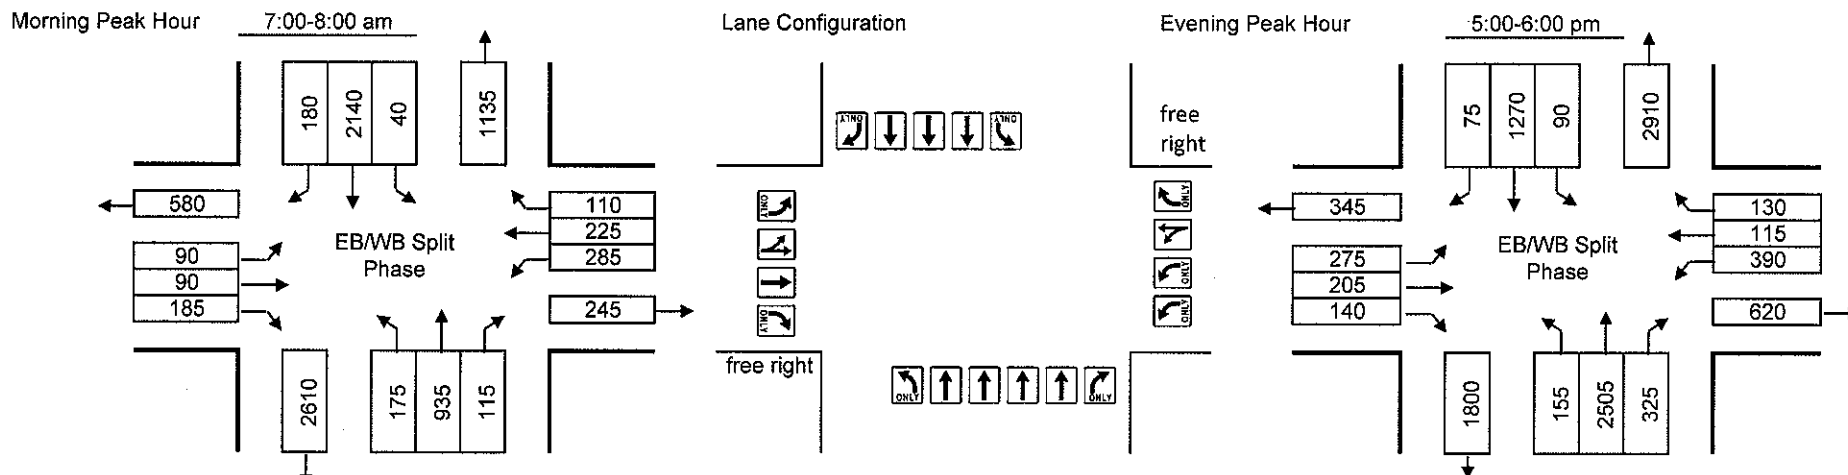 Morning Peak Hour 7:00-8:00 am
180 2140 40 1135
580
90
90
185
EB/WB Split
Phase
110
225
285
245
2610
175 935 115
Lane Configuration
free
right
ONLY ONLY
ONLY
ONLY
ONLY
ONLY
ONLY
free right
ONLY ONLY
Evening Peak Hour 5:00-6:00 pm
75 1270 90 2910
345
275
205
140
EB/WB Split
Phase
130
115
390
620
1800
155 2505 325